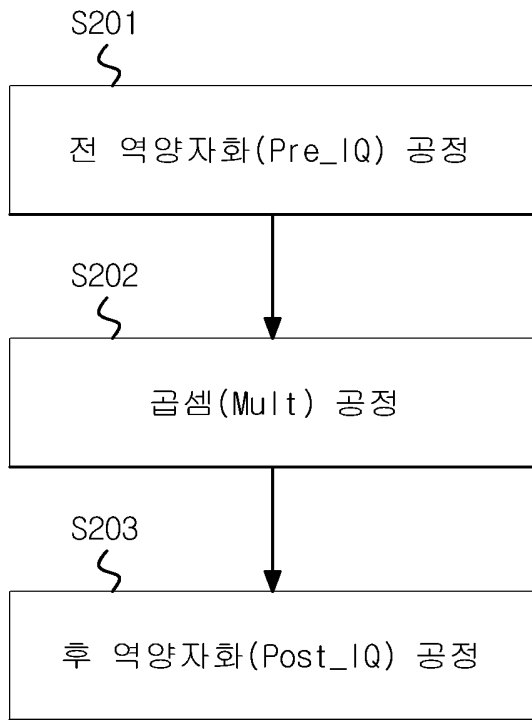 S201
전 역양자화(Pre_IQ) 공정
S202
곱셈(Mult) 공정
S203
후 역양자화(Post_IQ) 공정